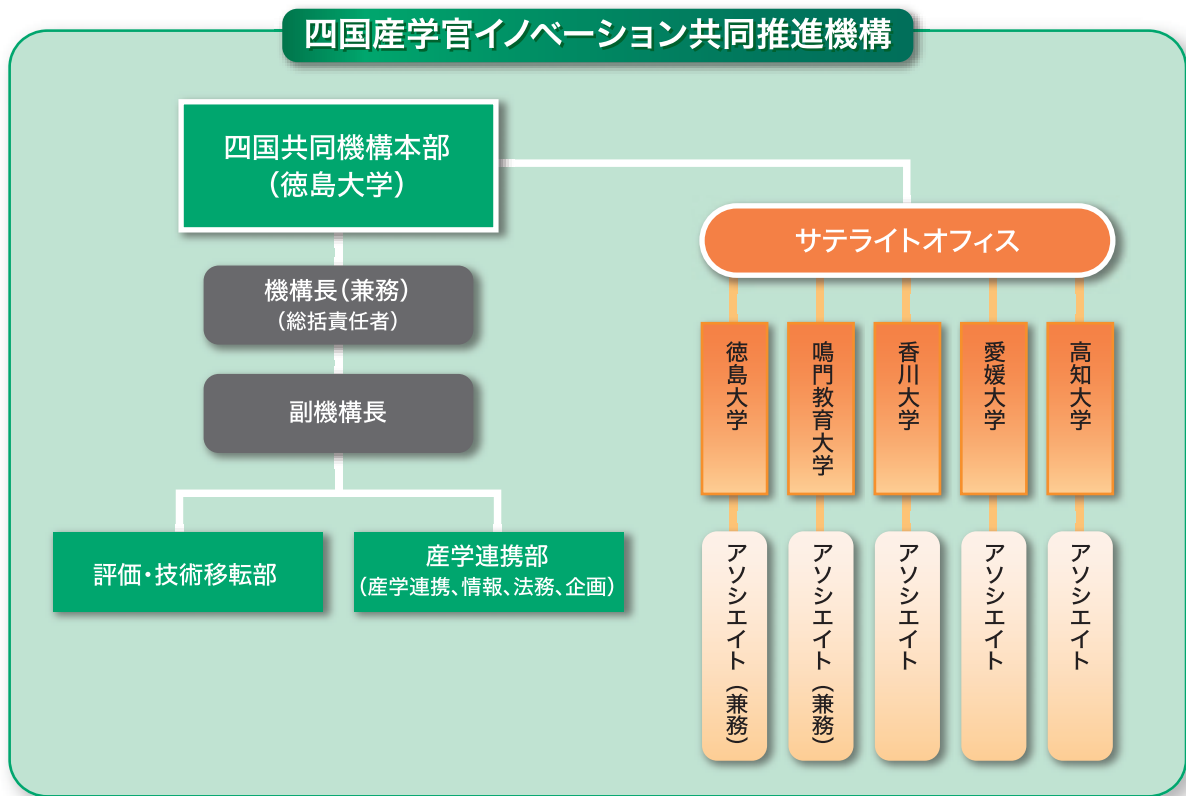 四国産学官イノベーション共同推進機構
四国共同機構本部
（徳島大学）
機構長（兼務）
（総括責任者）
副機構長
評価・技術移転部
産学連携部
（産学連携、情報、法務、企画）
サテライトオフィス
徳島大学
鳴門教育大学
香川大学
愛媛大学
高知大学
アソシエイト（兼務）
アソシエイト（兼務）
アソシエイト
アソシエイト
アソシエイト